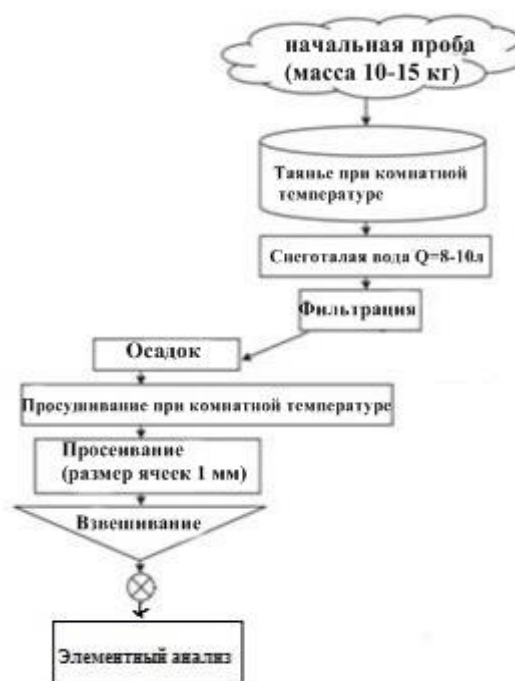 начальная проба
(масса 10-15 кг)
Таянье при комнатной
температуре
Снеготалая вода Q=8-10л
Фильтрация
Осадок
Просушивание при комнатной температуре
Просеивание
(размер ячеек 1 мм)
Взвешивание
Элементный анализ